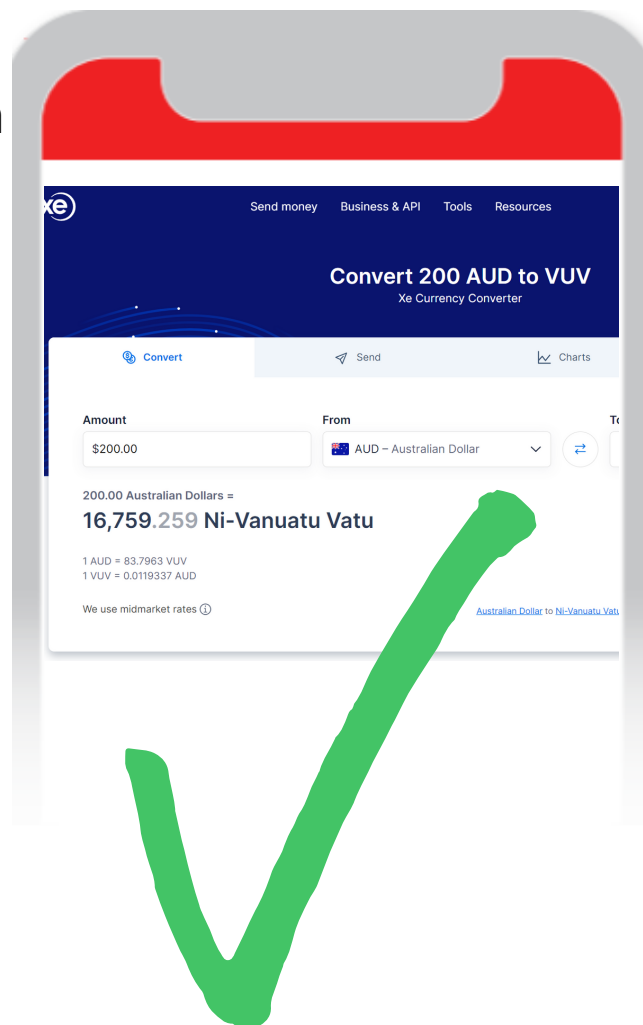 xe
Send money Business & API Tools Resources
Convert 200 AUD to VUV
Xe Currency Converter
Convert Send Charts
Amount From
$200.00 AUD – Australian Dollar
200.00 Australian Dollars =
16,759.259 Ni-Vanuatu Vatu
1 AUD = 83.7963 VUV
1 VUV = 0.0119337 AUD
We use midmarket rates
Australian Dollar to Ni-Vanuatu Vatu